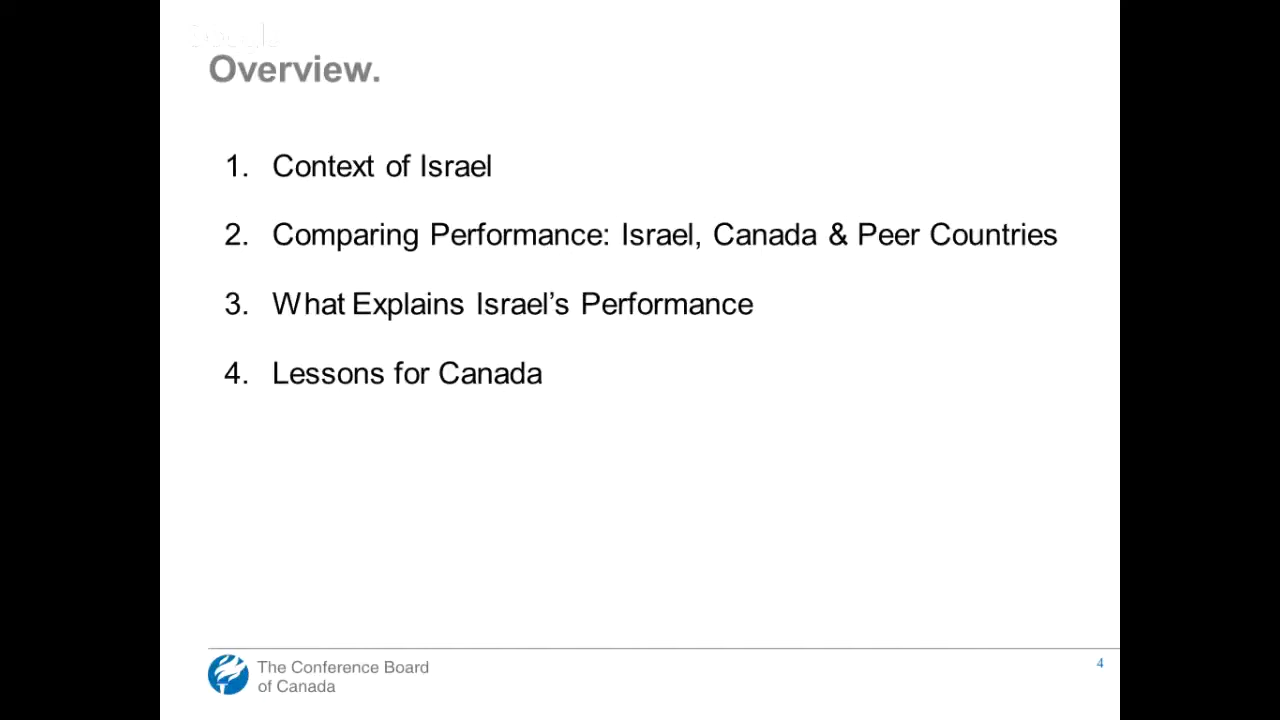 Overview.
1. Context of Israel
2. Comparing Performance: Israel, Canada & Peer Countries
3. What Explains Israel’s Performance
4. Lessons for Canada
The Conference Board
of Canada
4